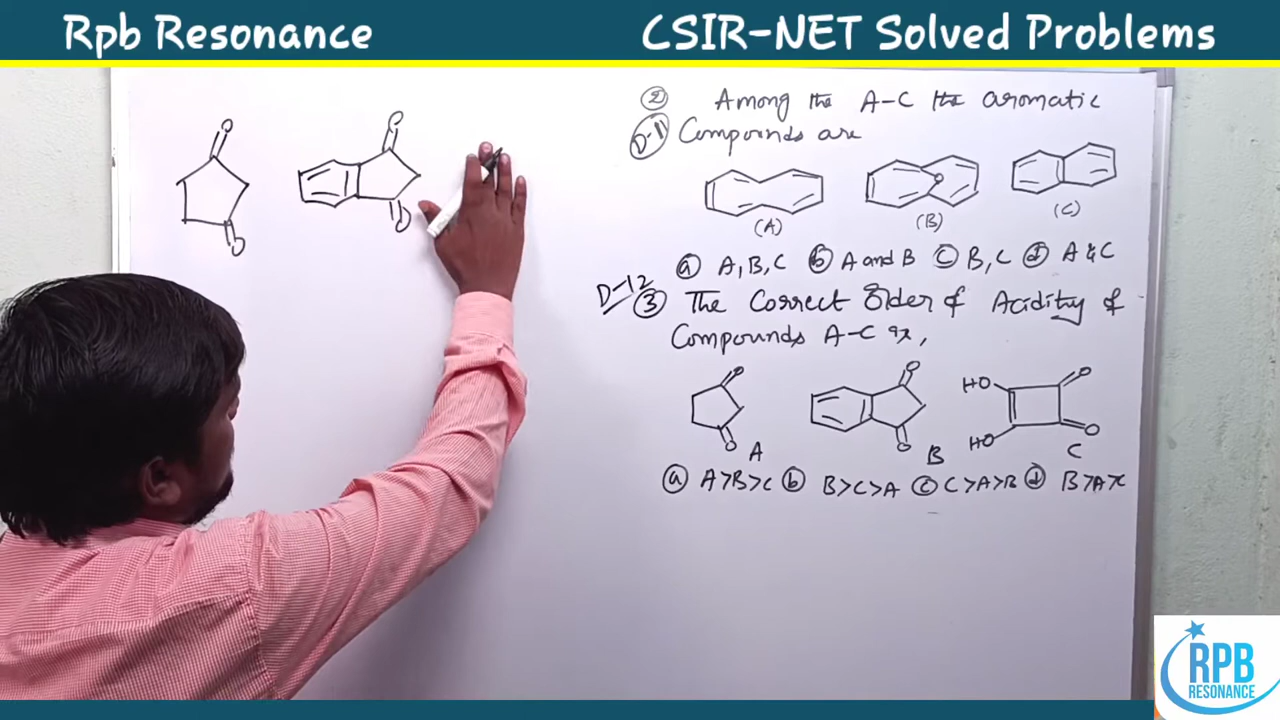 Rpb Resonance
CSIR-NET Solved Problems
② Among the A-C the aromatic
D-11 Compounds are
(A) (B) (C)
ⓐ A, B, C ⓑ A and B ⓒ B, C ⓓ A & C
D-12
③ The Correct Order of Acidity of
Compounds A-C
O O
O O
O O HO O
O O HO O
A B C
ⓐ A>B>C ⓑ B>C>A ⓒ C>A>B ⓓ B>A>C
RPB
RESONANCE